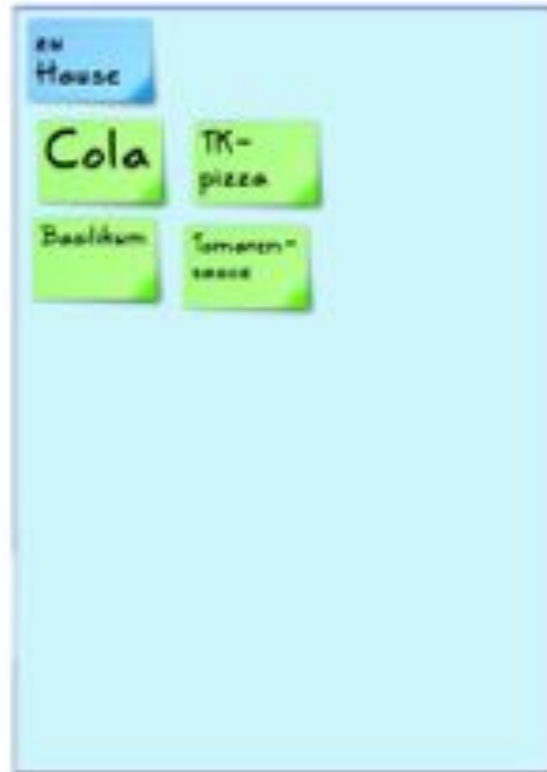 zu
Hause
Cola
TK-
pizza
Basilikum
Tomaten-
sauce